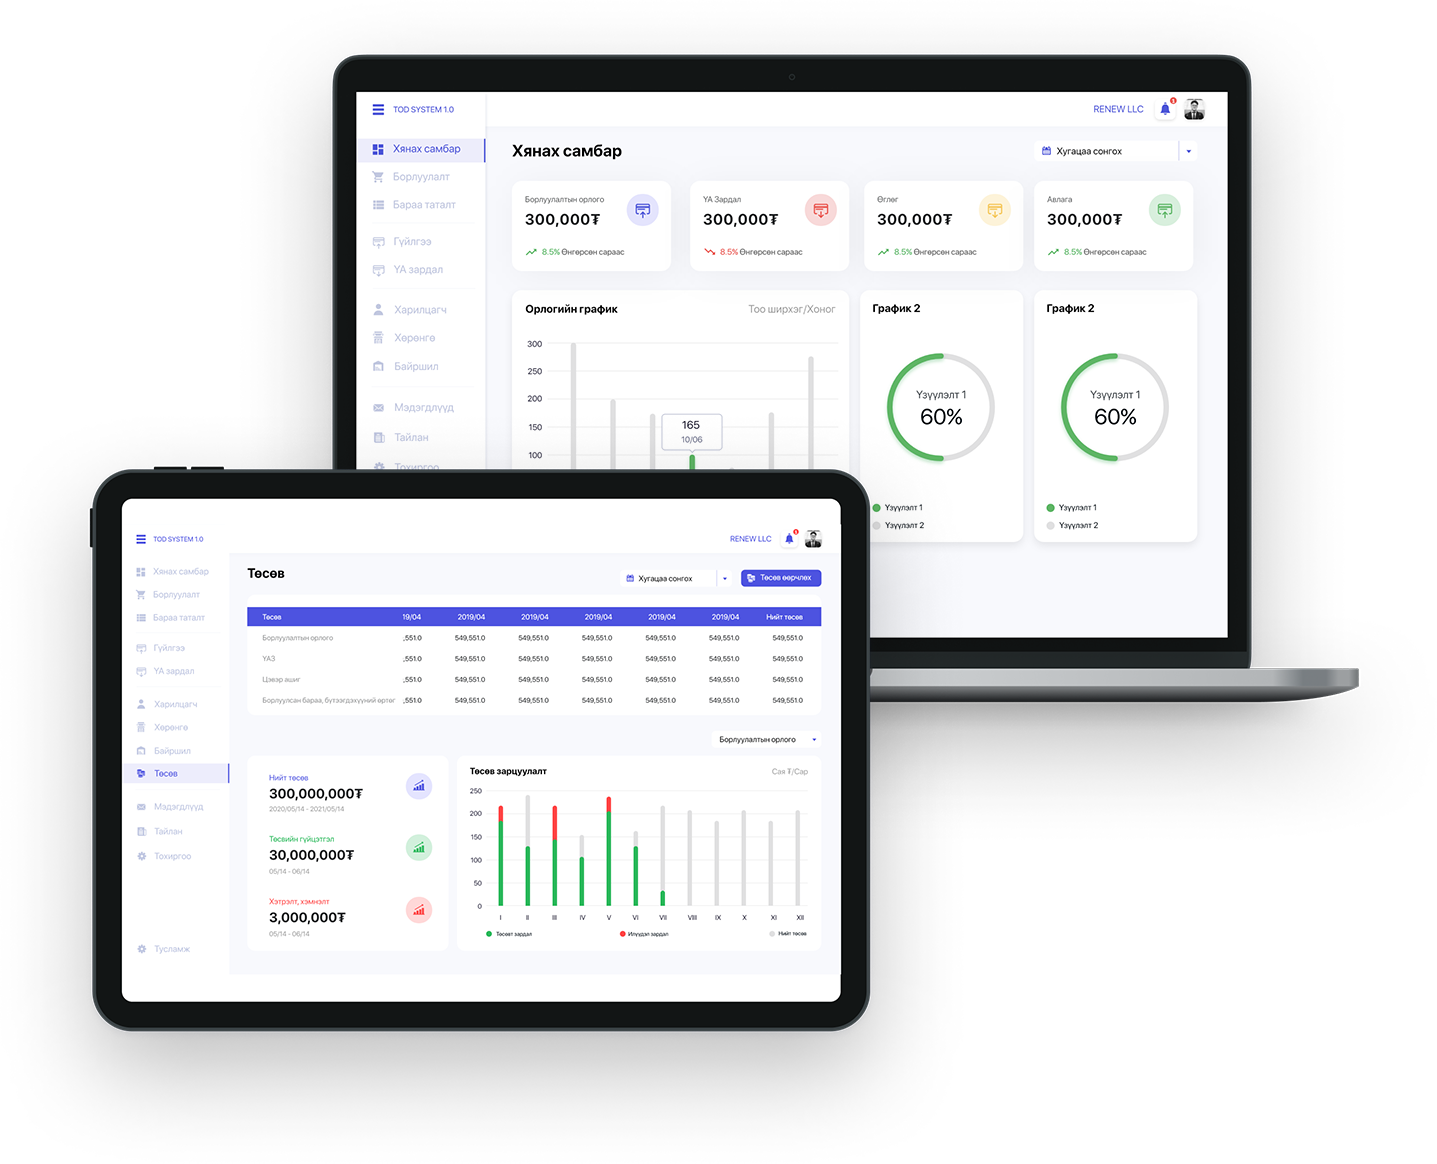 TOD SYSTEM 1.0
RENEW LLC
1
Хянах самбар
Борлуулалт
Бараа таталт
Гүйлгээ
ҮА зардал
Харилцагч
Хөрөнгө
Байршил
Мэдэгдлүүд
Тайлан
Тохиргоо
Хянах самбар
Хугацаа сонгох
Борлуулалтын орлого
300,000₮
8.5% Өнгөрсөн сараас
ҮА Зардал
300,000₮
8.5% Өнгөрсөн сараас
Өглөг
300,000₮
8.5% Өнгөрсөн сараас
Авлага
300,000₮
8.5% Өнгөрсөн сараас
Орлогийн график
Тоо ширхэг/Хоног
300
250
200
150
100
165
10/06
График 2
Үзүүлэлт 1
60%
Үзүүлэлт 1
Үзүүлэлт 2
График 2
Үзүүлэлт 1
60%
Үзүүлэлт 1
Үзүүлэлт 2
TOD SYSTEM 1.0
RENEW LLC
1
Хянах самбар
Борлуулалт
Бараа таталт
Гүйлгээ
ҮА зардал
Харилцагч
Хөрөнгө
Байршил
Төсөв
Мэдэгдлүүд
Тайлан
Тохиргоо
Тусламж
Төсөв
Хугацаа сонгох
Төсөв өөрчлөх
Төсөв 19/04 2019/04 2019/04 2019/04 2019/04 2019/04 Нийт төсөв
Борлуулалтын орлого ,551.0 549,551.0 549,551.0 549,551.0 549,551.0 549,551.0 549,551.0
ҮАЗ ,551.0 549,551.0 549,551.0 549,551.0 549,551.0 549,551.0 549,551.0
Цэвэр ашиг ,551.0 549,551.0 549,551.0 549,551.0 549,551.0 549,551.0 549,551.0
Борлуулсан бараа, бүтээгдэхүүний өртөг ,551.0 549,551.0 549,551.0 549,551.0 549,551.0 549,551.0 549,551.0
Борлуулалтын орлого
Нийт төсөв
300,000,000₮
2020/05/14 - 2021/05/14
Төсвийн гүйцэтгэл
30,000,000₮
05/14 - 06/14
Хэтрэлт, хэмнэлт
3,000,000₮
05/14 - 06/14
Төсөв зарцуулалт
Сая ₮/Сар
250
200
150
100
50
0
I II III IV V VI VII VIII IX X XI XII
Төсөвт зардал
Илүүдэл зардал
Нийт төсөв